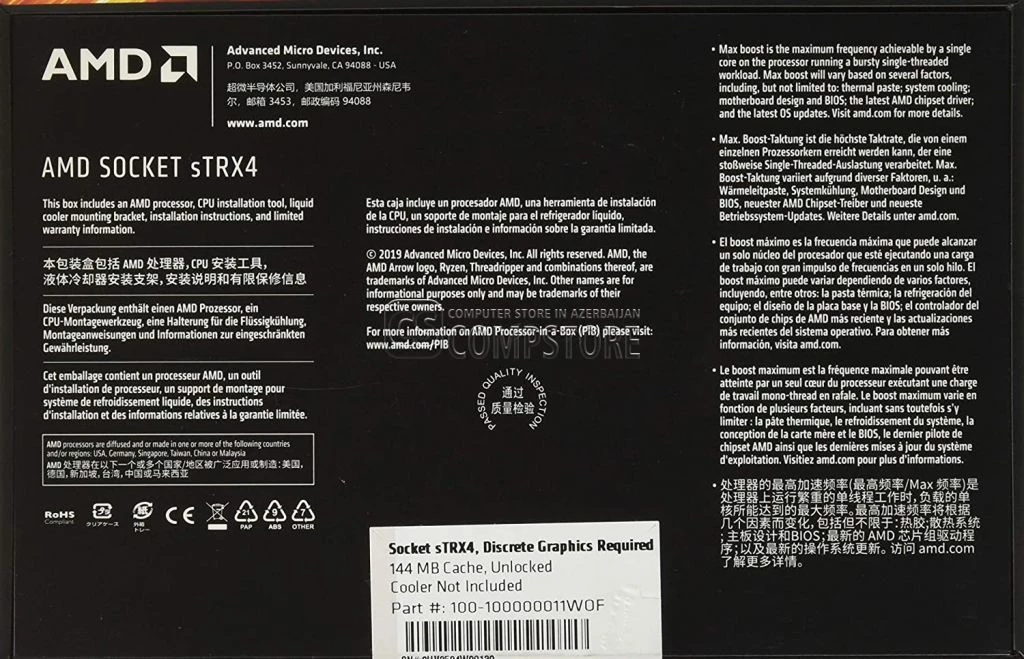 AMD
Advanced Micro Devices, Inc.
P.O. Box 3452, Sunnyvale, CA 94088 - USA
超微半导体公司，美国加利福尼亚州森尼韦
尔，邮箱 3453，邮政编码 94088
www.amd.com
AMD SOCKET sTRX4
This box includes an AMD processor, CPU installation tool, liquid
cooler mounting bracket, installation instructions, and limited
warranty information.
本包装盒包括 AMD 处理器，CPU 安装工具，
液体冷却器安装支架，安装说明和有限保修信息
Diese Verpackung enthält einen AMD Prozessor, ein
CPU-Montagewerkzeug, eine Halterung für die Flüssigkühlung,
Montageanweisungen und Informationen zur eingeschränkten
Gewährleistung.
Cet emballage contient un processeur AMD, un outil
d'installation de processeur, un support de montage pour
système de refroidissement liquide, des instructions
d'installation et des informations relatives à la garantie limitée.
AMD processors are diffused and or made in one or more of the following countries
and/or regions: USA, Germany, Singapore, Taiwan, China or Malaysia
AMD 处理器在以下一个或多个国家/地区被广泛应用或制造：美国，
德国，新加坡，台湾，中国或马来西亚
RoHS
Compliant
クリアケース
外箱
トレー
CE
21
PAP
9
ABS
7
OTHER
Esta caja incluye un procesador AMD, una herramienta de instalación
de la CPU, un soporte de montaje para el refrigerador líquido,
instrucciones de instalación e información sobre la garantía limitada.
© 2019 Advanced Micro Devices, Inc. All rights reserved. AMD, the
AMD Arrow logo, Ryzen, Threadripper and combinations thereof, are
trademarks of Advanced Micro Devices, Inc. Other names are for
informational purposes only and may be trademarks of their
respective owners.
COMPUTER STORE IN AZERBAIJAN
For more information on AMD Processor-in-a-Box (PIB) please visit:
www.amd.com/PIB
COMPSTORE
PASSED QUALITY INSPECTION
通过
质量检验
Socket sTRX4, Discrete Graphics Required
144 MB Cache, Unlocked
Cooler Not Included
Part #: 100-100000011WOF
• Max boost is the maximum frequency achievable by a single
core on the processor running a bursty single-threaded
workload. Max boost will vary based on several factors,
including, but not limited to: thermal paste; system cooling;
motherboard design and BIOS; the latest AMD chipset driver;
and the latest OS updates. Visit amd.com for more details.
• Max. Boost-Taktung ist die höchste Taktrate, die von einem
einzelnen Prozessorkern erreicht werden kann, der eine
stoßweise Single-Threaded-Auslastung verarbeitet. Max.
Boost-Taktung variiert aufgrund diverser Faktoren, u. a.:
Wärmeleitpaste, Systemkühlung, Motherboard Design und
BIOS, neuester AMD Chipset-Treiber und neueste
Betriebssystem-Updates. Weitere Details unter amd.com.
• El boost máximo es la frecuencia máxima que puede alcanzar
un solo núcleo del procesador que esté ejecutando una carga
de trabajo con gran impulso de frecuencias en un solo hilo. El
boost máximo puede variar dependiendo de varios factores,
incluyendo, entre otros: la pasta térmica; la refrigeración del
equipo; el diseño de la placa base y la BIOS; el controlador del
conjunto de chips de AMD más reciente y las actualizaciones
más recientes del sistema operativo. Para obtener más
información, visita amd.com.
• Le boost maximum est la fréquence maximale pouvant être
atteinte par un seul cœur du processeur exécutant une charge
de travail mono-thread en rafale. Le boost maximum varie en
fonction de plusieurs facteurs, incluant sans toutefois s'y
limiter : la pâte thermique, le refroidissement du système, la
conception de la carte mère et le BIOS, le dernier pilote de
chipset AMD ainsi que les dernières mises à jour du système
d'exploitation. Visitiez amd.com pour plus d'informations.
• 处理器的最高加速频率(最高频率/Max 频率)是
处理器上运行繁重的单线程工作时，负载的单
核所能达到的最大频率。最高加速频率将根据
几个因素而变化，包括但不限于：热胶;散热系统
；主板设计和BIOS；最新的 AMD 芯片组驱动程
序；以及最新的操作系统更新。访问 amd.com
了解更多详情。